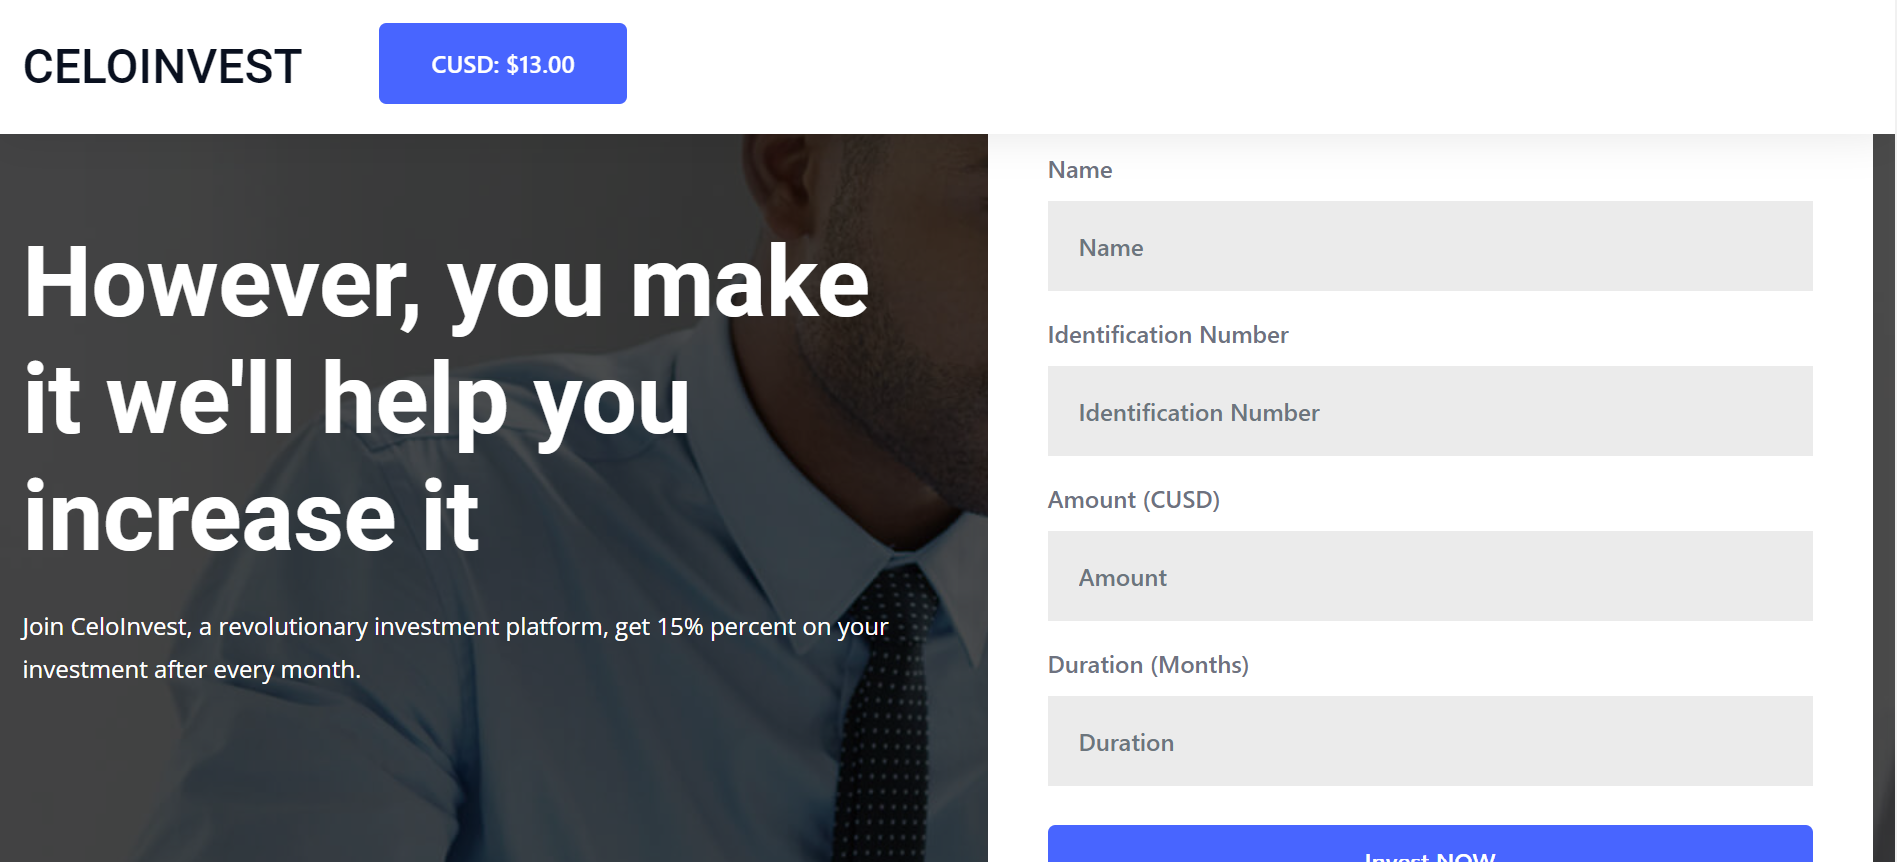 CELOINVEST
CUSD: $13.00
However, you make
it we'll help you
increase it
Join CeloInvest, a revolutionary investment platform, get 15% percent on your
investment after every month.
Name
Name
Identification Number
Identification Number
Amount (CUSD)
Amount
Duration (Months)
Duration
Invest NOW